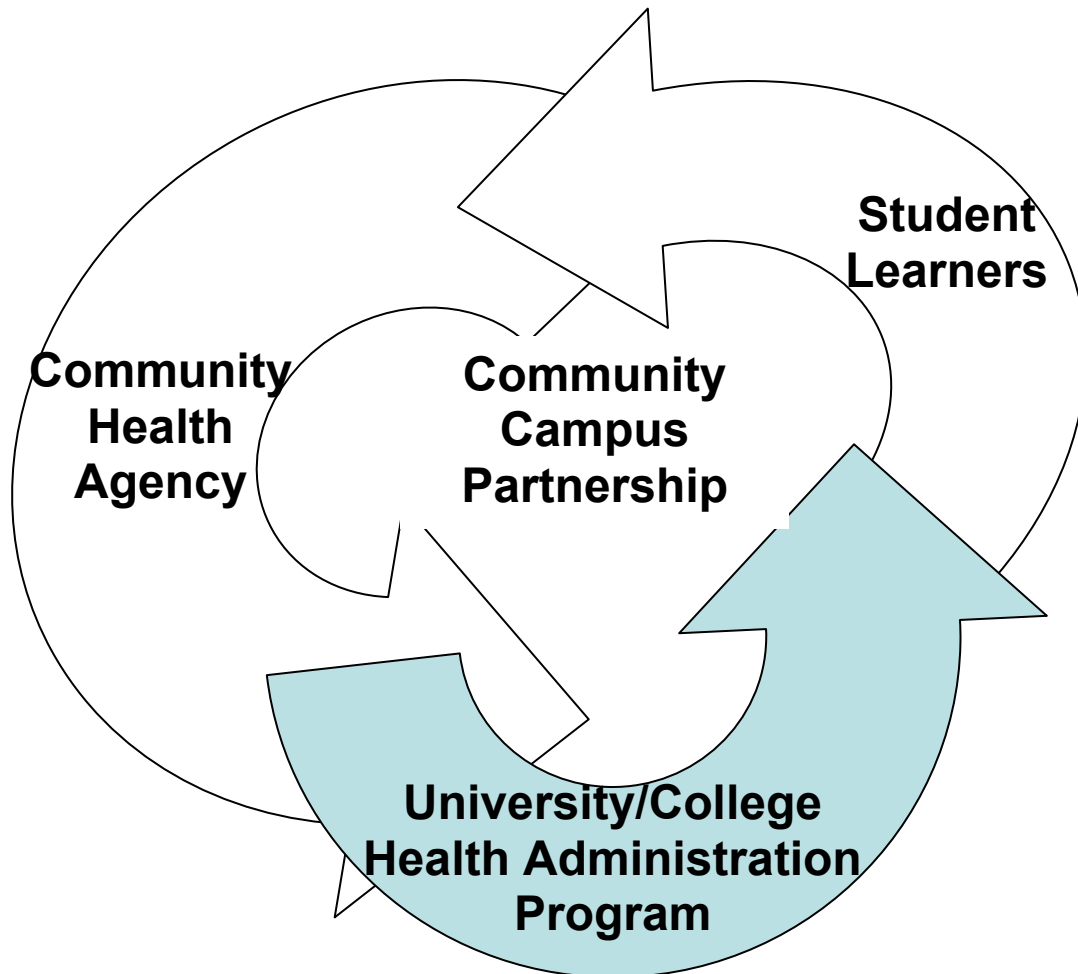 Student
Learners
Community
Health
Agency
Community
Campus
Partnership
University/College
Health Administration
Program